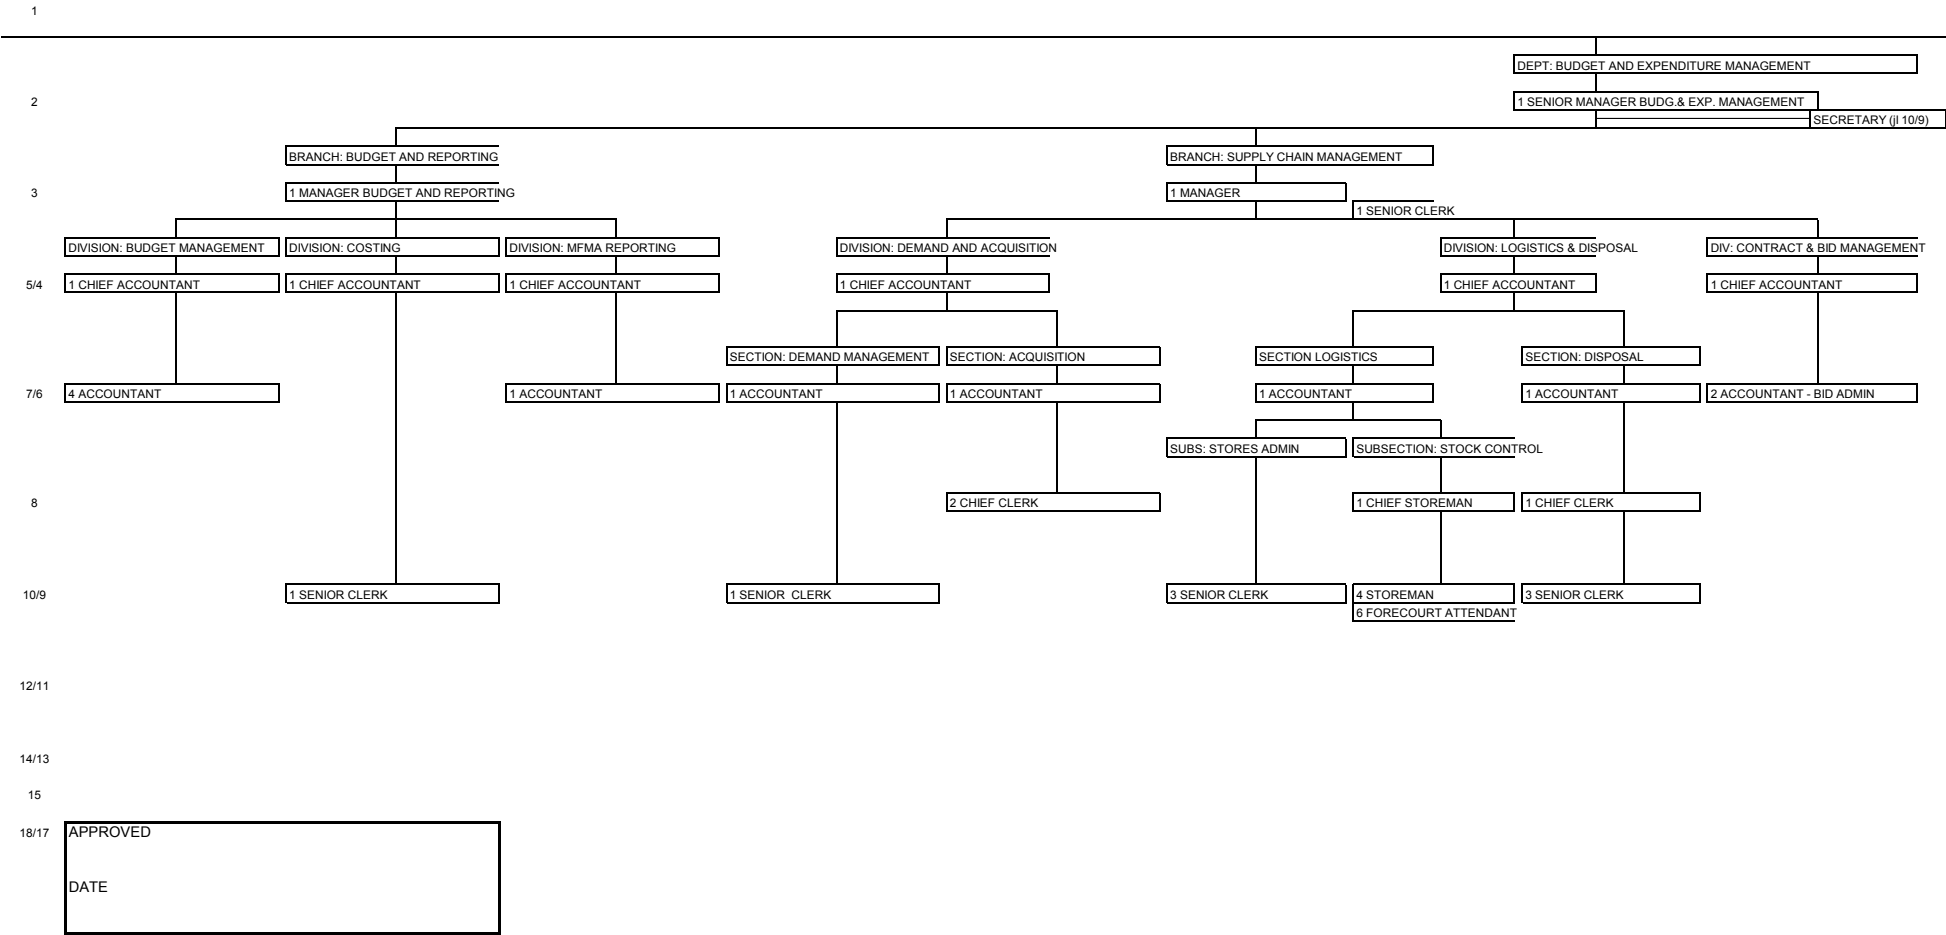 1
DEPT: BUDGET AND EXPENDITURE MANAGEMENT
2
1 SENIOR MANAGER BUDG.& EXP. MANAGEMENT
SECRETARY (jl 10/9)
BRANCH: BUDGET AND REPORTING
BRANCH: SUPPLY CHAIN MANAGEMENT
3
1 MANAGER BUDGET AND REPORTING
1 MANAGER
1 SENIOR CLERK
DIVISION: BUDGET MANAGEMENT
DIVISION: COSTING
DIVISION: MFMA REPORTING
DIVISION: DEMAND AND ACQUISITION
DIVISION: LOGISTICS & DISPOSAL
DIV: CONTRACT & BID MANAGEMENT
5/4
1 CHIEF ACCOUNTANT
1 CHIEF ACCOUNTANT
1 CHIEF ACCOUNTANT
1 CHIEF ACCOUNTANT
1 CHIEF ACCOUNTANT
1 CHIEF ACCOUNTANT
SECTION: DEMAND MANAGEMENT
SECTION: ACQUISITION
SECTION LOGISTICS
SECTION: DISPOSAL
7/6
4 ACCOUNTANT
1 ACCOUNTANT
1 ACCOUNTANT
1 ACCOUNTANT
1 ACCOUNTANT
1 ACCOUNTANT
2 ACCOUNTANT - BID ADMIN
SUBS: STORES ADMIN
SUBSECTION: STOCK CONTROL
8
2 CHIEF CLERK
1 CHIEF STOREMAN
1 CHIEF CLERK
10/9
1 SENIOR CLERK
1 SENIOR  CLERK
3 SENIOR CLERK
4 STOREMAN
3 SENIOR CLERK
6 FORECOURT ATTENDANT
12/11
14/13
15
18/17
APPROVED
DATE